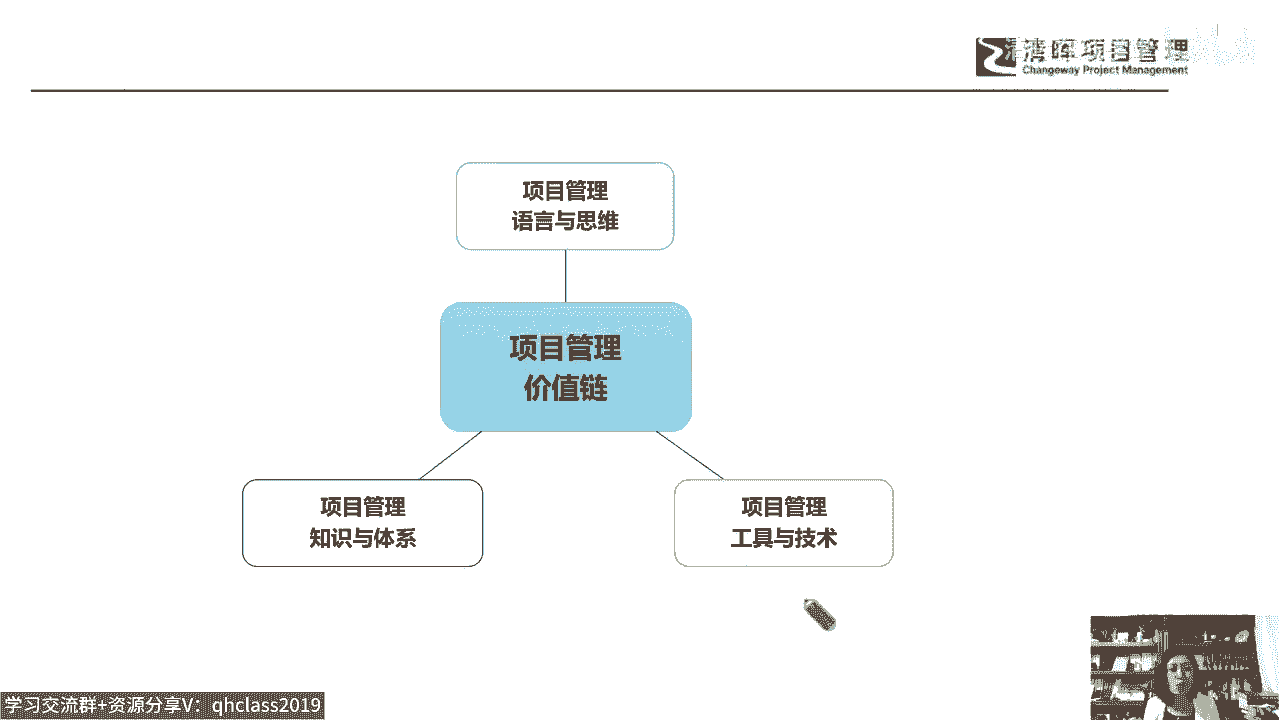 清晖项目管理
Changeway Project Management
项目管理
语言与思维
项目管理
价值链
项目管理
知识与体系
项目管理
工具与技术
学习交流群+资源分享V：qhclass2019